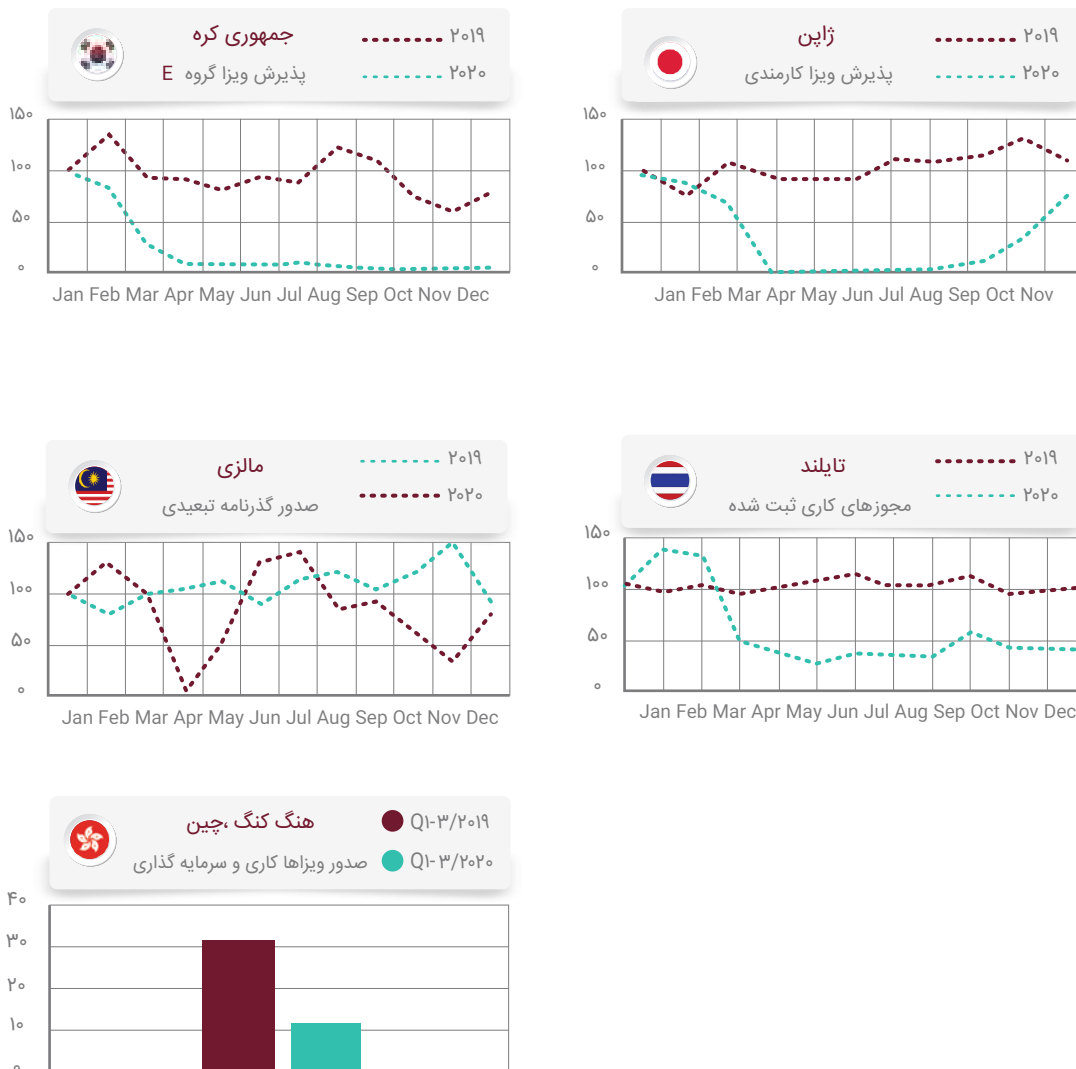 جمهوری کره
پذیرش ویزا گروه E
۲۰۱۹
۲۰۲۰
۱۵۰
۱۰۰
۵۰
۰
Jan Feb Mar Apr May Jun Jul Aug Sep Oct Nov Dec
ژاپن
پذیرش ویزا کارمندی
۲۰۱۹
۲۰۲۰
۱۵۰
۱۰۰
۵۰
۰
Jan Feb Mar Apr May Jun Jul Aug Sep Oct Nov
مالزی
صدور گذرنامه تبعیدی
۲۰۱۹
۲۰۲۰
۱۵۰
۱۰۰
۵۰
۰
Jan Feb Mar Apr May Jun Jul Aug Sep Oct Nov Dec
تایلند
مجوزهای کاری ثبت شده
۲۰۱۹
۲۰۲۰
۱۵۰
۱۰۰
۵۰
۰
Jan Feb Mar Apr May Jun Jul Aug Sep Oct Nov Dec
هنگ کنگ ،چین
صدور ویزاها کاری و سرمایه گذاری
Q۱-۳/۲۰۱۹
Q۱-۳/۲۰۲۰
۴۰
۳۰
۲۰
۱۰
۰